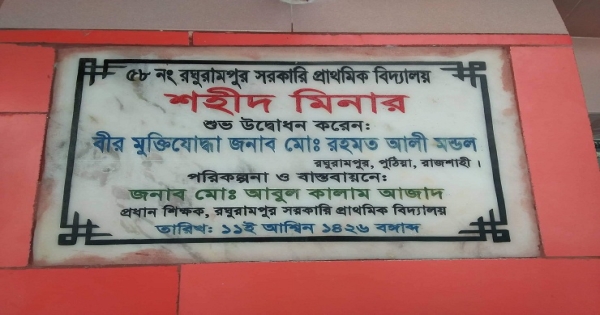 ৫৮ নং রঘুরামপুর সরকারি প্রাথমিক বিদ্যালয়
শহীদ মিনার
শুভ উদ্বোধন করেন:
বীর মুক্তিযোদ্ধা জনাব মোঃ রহমত আলী মন্ডল
রঘুরামপুর, পুঠিয়া, রাজশাহী ।
পরিকল্পনা ও বাস্তবায়নে:
জনাব মোঃ আবুল কালাম আজাদ
প্রধান শিক্ষক, রঘুরামপুর সরকারি প্রাথমিক বিদ্যালয়
তারিখ: ১১ই আশ্বিন ১৪২৬ বঙ্গাব্দ